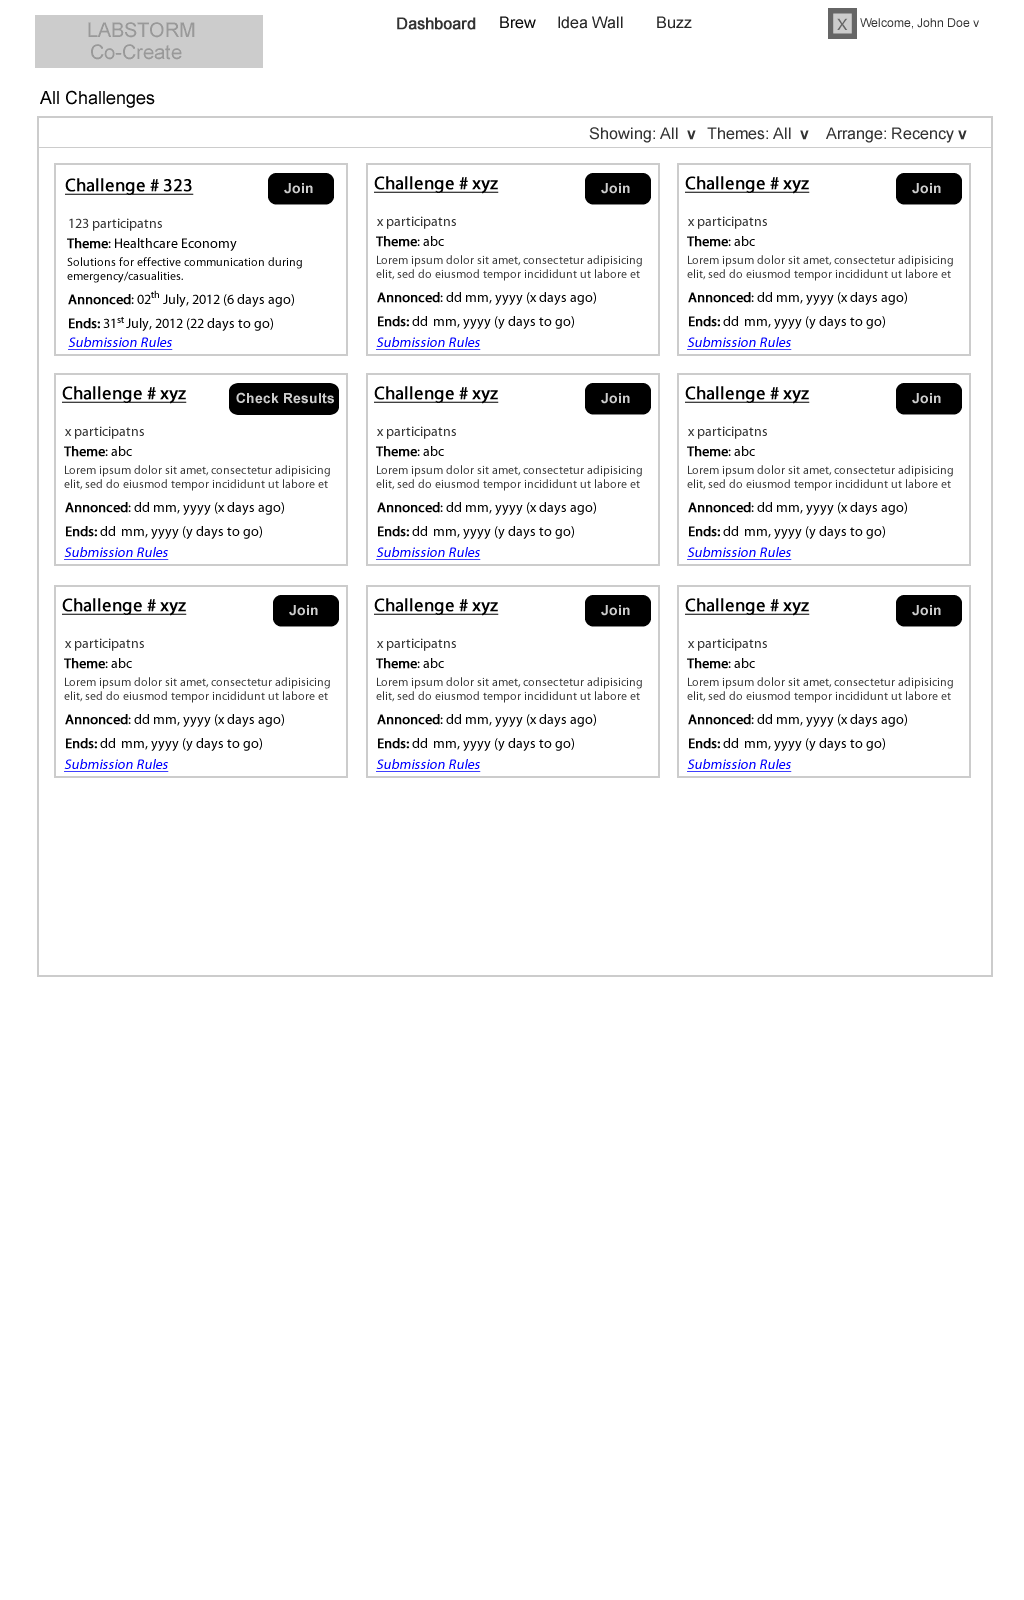 LABSTORM
Co-Create
Dashboard Brew Idea Wall Buzz
X Welcome, John Doe v
All Challenges
Showing: All v Themes: All v Arrange: Recency v
Challenge # 323
Join
123 participatns
Theme: Healthcare Economy
Solutions for effective communication during
emergency/casualities.
Annonced: 02th July, 2012 (6 days ago)
Ends: 31st July, 2012 (22 days to go)
Submission Rules
Challenge # xyz
Join
x participatns
Theme: abc
Lorem ipsum dolor sit amet, consectetur adipisicing
elit, sed do eiusmod tempor incididunt ut labore et
Annonced: dd mm, yyyy (x days ago)
Ends: dd mm, yyyy (y days to go)
Submission Rules
Challenge # xyz
Join
x participatns
Theme: abc
Lorem ipsum dolor sit amet, consectetur adipisicing
elit, sed do eiusmod tempor incididunt ut labore et
Annonced: dd mm, yyyy (x days ago)
Ends: dd mm, yyyy (y days to go)
Submission Rules
Challenge # xyz
Check Results
x participatns
Theme: abc
Lorem ipsum dolor sit amet, consectetur adipisicing
elit, sed do eiusmod tempor incididunt ut labore et
Annonced: dd mm, yyyy (x days ago)
Ends: dd mm, yyyy (y days to go)
Submission Rules
Challenge # xyz
Join
x participatns
Theme: abc
Lorem ipsum dolor sit amet, consectetur adipisicing
elit, sed do eiusmod tempor incididunt ut labore et
Annonced: dd mm, yyyy (x days ago)
Ends: dd mm, yyyy (y days to go)
Submission Rules
Challenge # xyz
Join
x participatns
Theme: abc
Lorem ipsum dolor sit amet, consectetur adipisicing
elit, sed do eiusmod tempor incididunt ut labore et
Annonced: dd mm, yyyy (x days ago)
Ends: dd mm, yyyy (y days to go)
Submission Rules
Challenge # xyz
Join
x participatns
Theme: abc
Lorem ipsum dolor sit amet, consectetur adipisicing
elit, sed do eiusmod tempor incididunt ut labore et
Annonced: dd mm, yyyy (x days ago)
Ends: dd mm, yyyy (y days to go)
Submission Rules
Challenge # xyz
Join
x participatns
Theme: abc
Lorem ipsum dolor sit amet, consectetur adipisicing
elit, sed do eiusmod tempor incididunt ut labore et
Annonced: dd mm, yyyy (x days ago)
Ends: dd mm, yyyy (y days to go)
Submission Rules
Challenge # xyz
Join
x participatns
Theme: abc
Lorem ipsum dolor sit amet, consectetur adipisicing
elit, sed do eiusmod tempor incididunt ut labore et
Annonced: dd mm, yyyy (x days ago)
Ends: dd mm, yyyy (y days to go)
Submission Rules